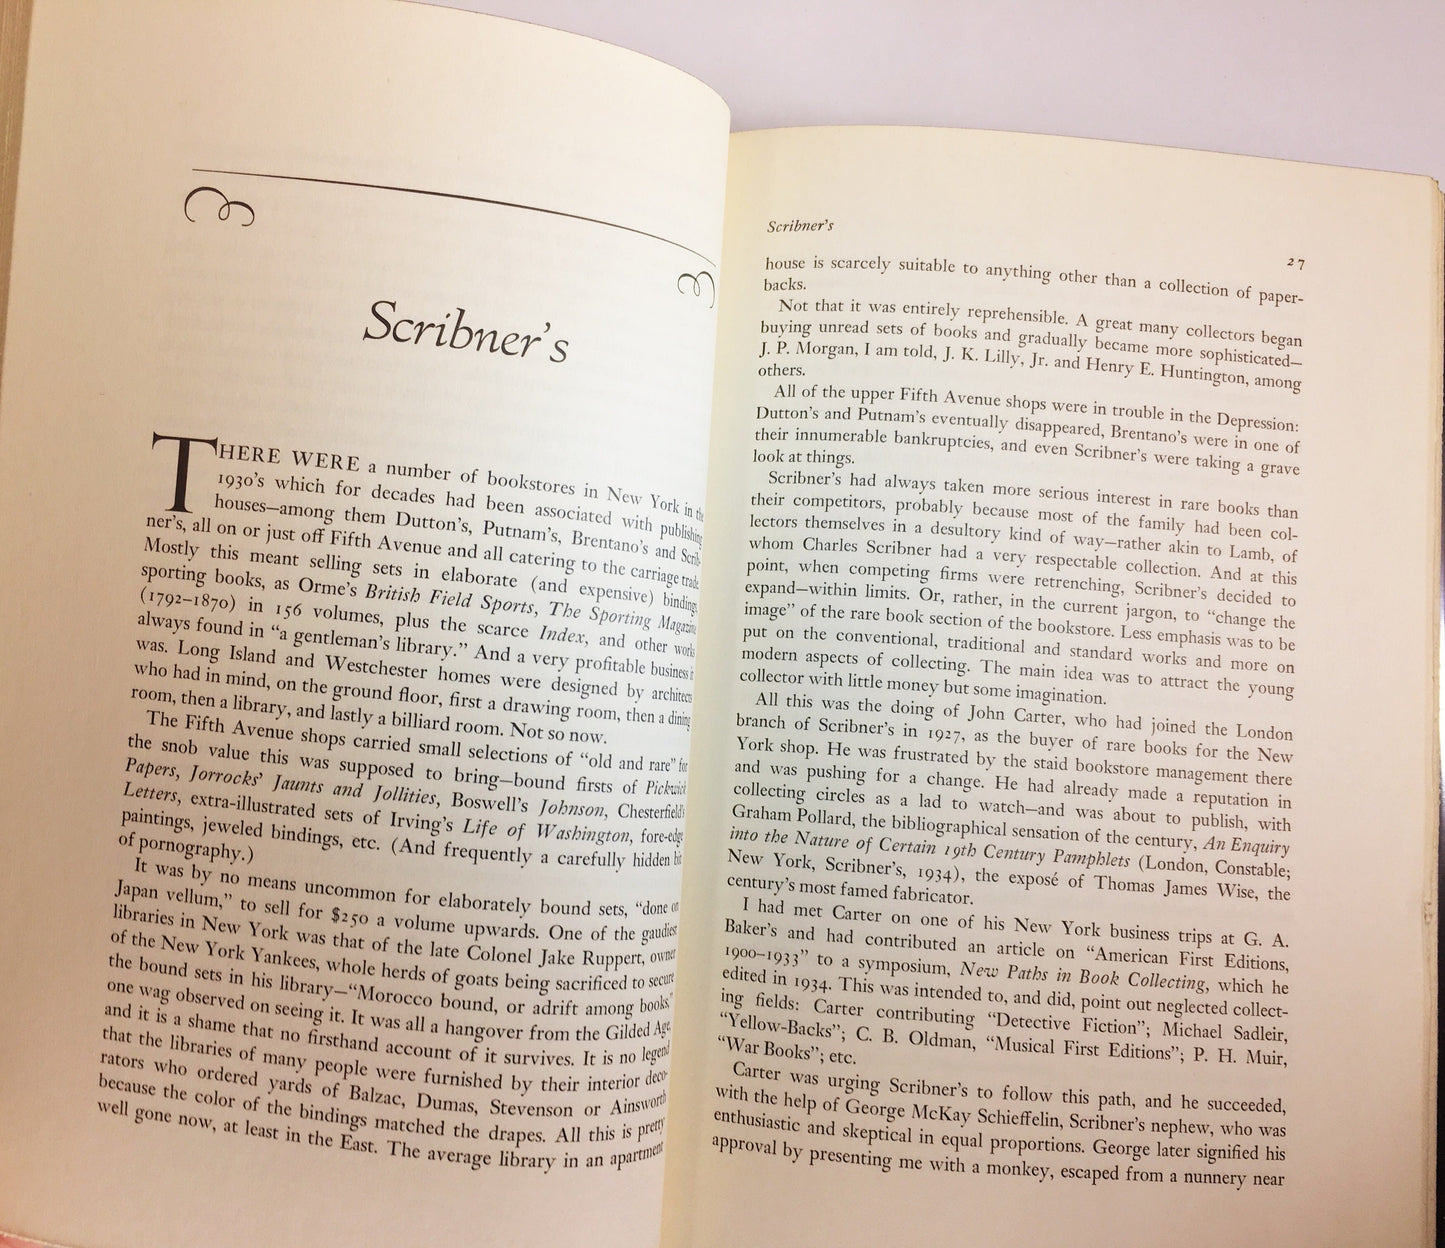 Scribner's
THERE WERE a number of bookstores in New York in the
1930's which for decades had been associated with publishing
houses—among them Dutton's, Putnam's, Brentano's and Scrib-
ner's, all on or just off Fifth Avenue and all catering to the carriage trade.
Mostly this meant selling sets in elaborate (and expensive) bindings,
sporting books, as Orme's British Field Sports, The Sporting Magazine
(1792–1870) in 156 volumes, plus the scarce Index, and other works
always found in "a gentleman's library." And a very profitable business it
was. Long Island and Westchester homes were designed by architects
who had in mind, on the ground floor, first a drawing room, then a dining
room, then a library, and lastly a billiard room. Not so now.
The Fifth Avenue shops carried small selections of "old and rare" for
the snob value this was supposed to bring—bound firsts of Pickwick
Papers, Jorrocks' Jaunts and Jollities, Boswell's Johnson, Chesterfield's
Letters, extra-illustrated sets of Irving's Life of Washington, fore-edge
paintings, jeweled bindings, etc. (And frequently a carefully hidden bit
of pornography.)
It was by no means uncommon for elaborately bound sets, "done on
Japan vellum," to sell for $250 a volume upwards. One of the gaudiest
libraries in New York was that of the late Colonel Jake Ruppert, owner
of the New York Yankees, whole herds of goats being sacrificed to secure
the bound sets in his library—"Morocco bound, or adrift among books,"
one wag observed on seeing it. It was all a hangover from the Gilded Age,
and it is a shame that no firsthand account of it survives. It is no legend
that the libraries of many people were furnished by their interior deco-
rators who ordered yards of Balzac, Dumas, Stevenson or Ainsworth
because the color of the bindings matched the drapes. All this is pretty
well gone now, at least in the East. The average library in an apartment
Scribner's 27
house is scarcely suitable to anything other than a collection of paper-
backs.
Not that it was entirely reprehensible. A great many collectors began
buying unread sets of books and gradually became more sophisticated—
J. P. Morgan, I am told, J. K. Lilly, Jr. and Henry E. Huntington, among
others.
All of the upper Fifth Avenue shops were in trouble in the Depression:
Dutton's and Putnam's eventually disappeared, Brentano's were in one of
their innumerable bankruptcies, and even Scribner's were taking a grave
look at things.
Scribner's had always taken more serious interest in rare books than
their competitors, probably because most of the family had been col-
lectors themselves in a desultory kind of way—rather akin to Lamb, of
whom Charles Scribner had a very respectable collection. And at this
point, when competing firms were retrenching, Scribner's decided to
expand—within limits. Or, rather, in the current jargon, to "change the
image" of the rare book section of the bookstore. Less emphasis was to be
put on the conventional, traditional and standard works and more on
modern aspects of collecting. The main idea was to attract the young
collector with little money but some imagination.
All this was the doing of John Carter, who had joined the London
branch of Scribner's in 1927, as the buyer of rare books for the New
York shop. He was frustrated by the staid bookstore management there
and was pushing for a change. He had already made a reputation in
collecting circles as a lad to watch—and was about to publish, with
Graham Pollard, the bibliographical sensation of the century, An Enquiry
into the Nature of Certain 19th Century Pamphlets (London, Constable;
New York, Scribner's, 1934), the exposé of Thomas James Wise, the
century's most famed fabricator.
I had met Carter on one of his New York business trips at G. A.
Baker's and had contributed an article on "American First Editions,
1900–1933" to a symposium, New Paths in Book Collecting, which he
edited in 1934. This was intended to, and did, point out neglected collect-
ing fields: Carter contributing "Detective Fiction"; Michael Sadleir,
"Yellow-Backs"; C. B. Oldman, "Musical First Editions"; P. H. Muir,
"War Books"; etc.
Carter was urging Scribner's to follow this path, and he succeeded,
with the help of George McKay Schieffelin, Scribner's nephew, who was
enthusiastic and skeptical in equal proportions. George later signified his
approval by presenting me with a monkey, escaped from a nunnery near